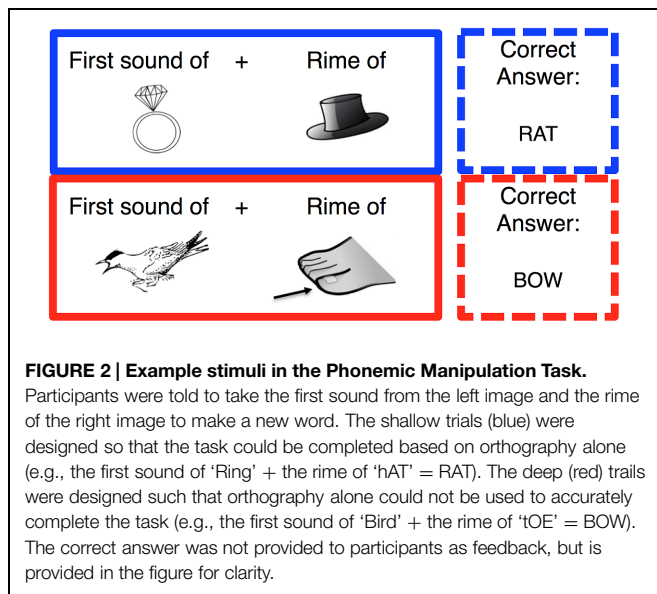 First sound of + Rime of
Correct
Answer:
RAT
First sound of + Rime of
Correct
Answer:
BOW
FIGURE 2 | Example stimuli in the Phonemic Manipulation Task.
Participants were told to take the first sound from the left image and the rime
of the right image to make a new word. The shallow trials (blue) were
designed so that the task could be completed based on orthography alone
(e.g., the first sound of ‘Ring’ + the rime of ‘hAT’ = RAT). The deep (red) trails
were designed such that orthography alone could not be used to accurately
complete the task (e.g., the first sound of ‘Bird’ + the rime of ‘tOE’ = BOW).
The correct answer was not provided to participants as feedback, but is
provided in the figure for clarity.